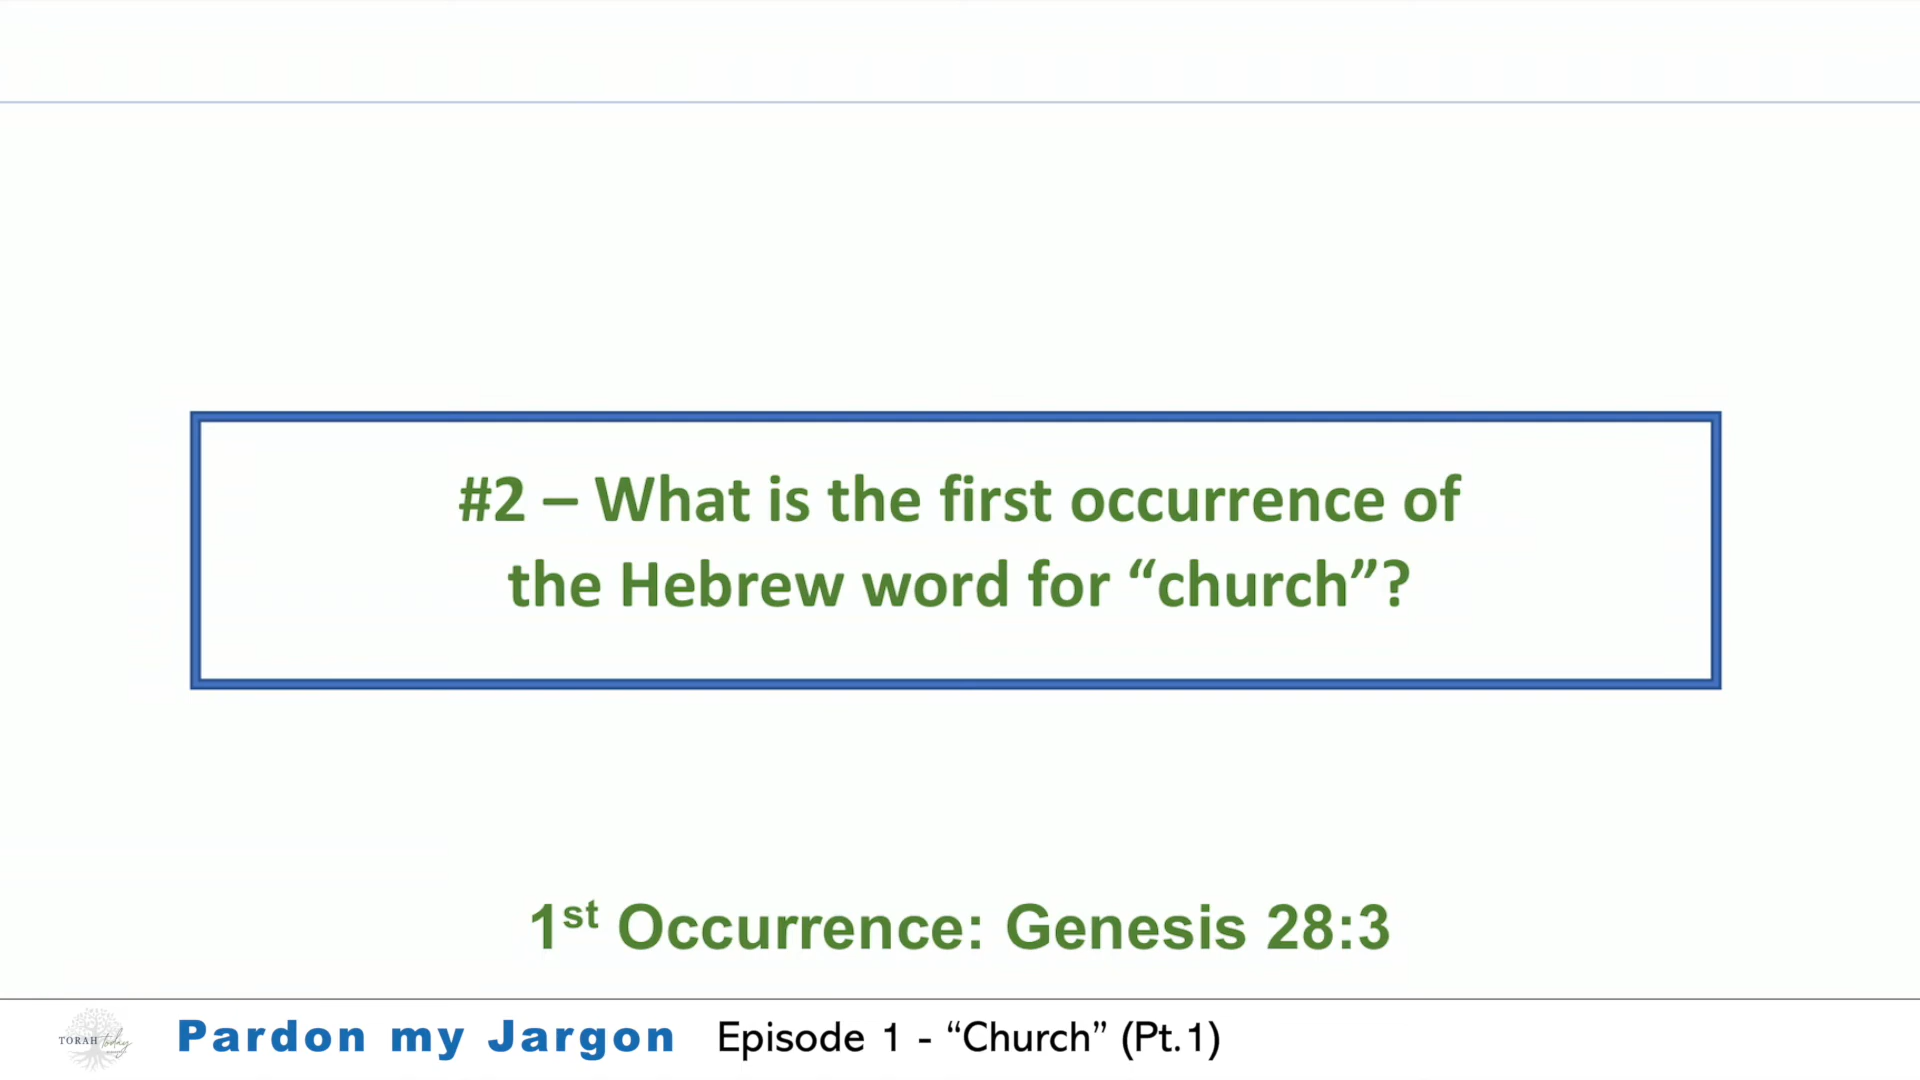 #2 – What is the first occurrence of
the Hebrew word for “church”?
1st Occurrence: Genesis 28:3
TORAH today
Pardon my Jargon Episode 1 - “Church” (Pt.1)